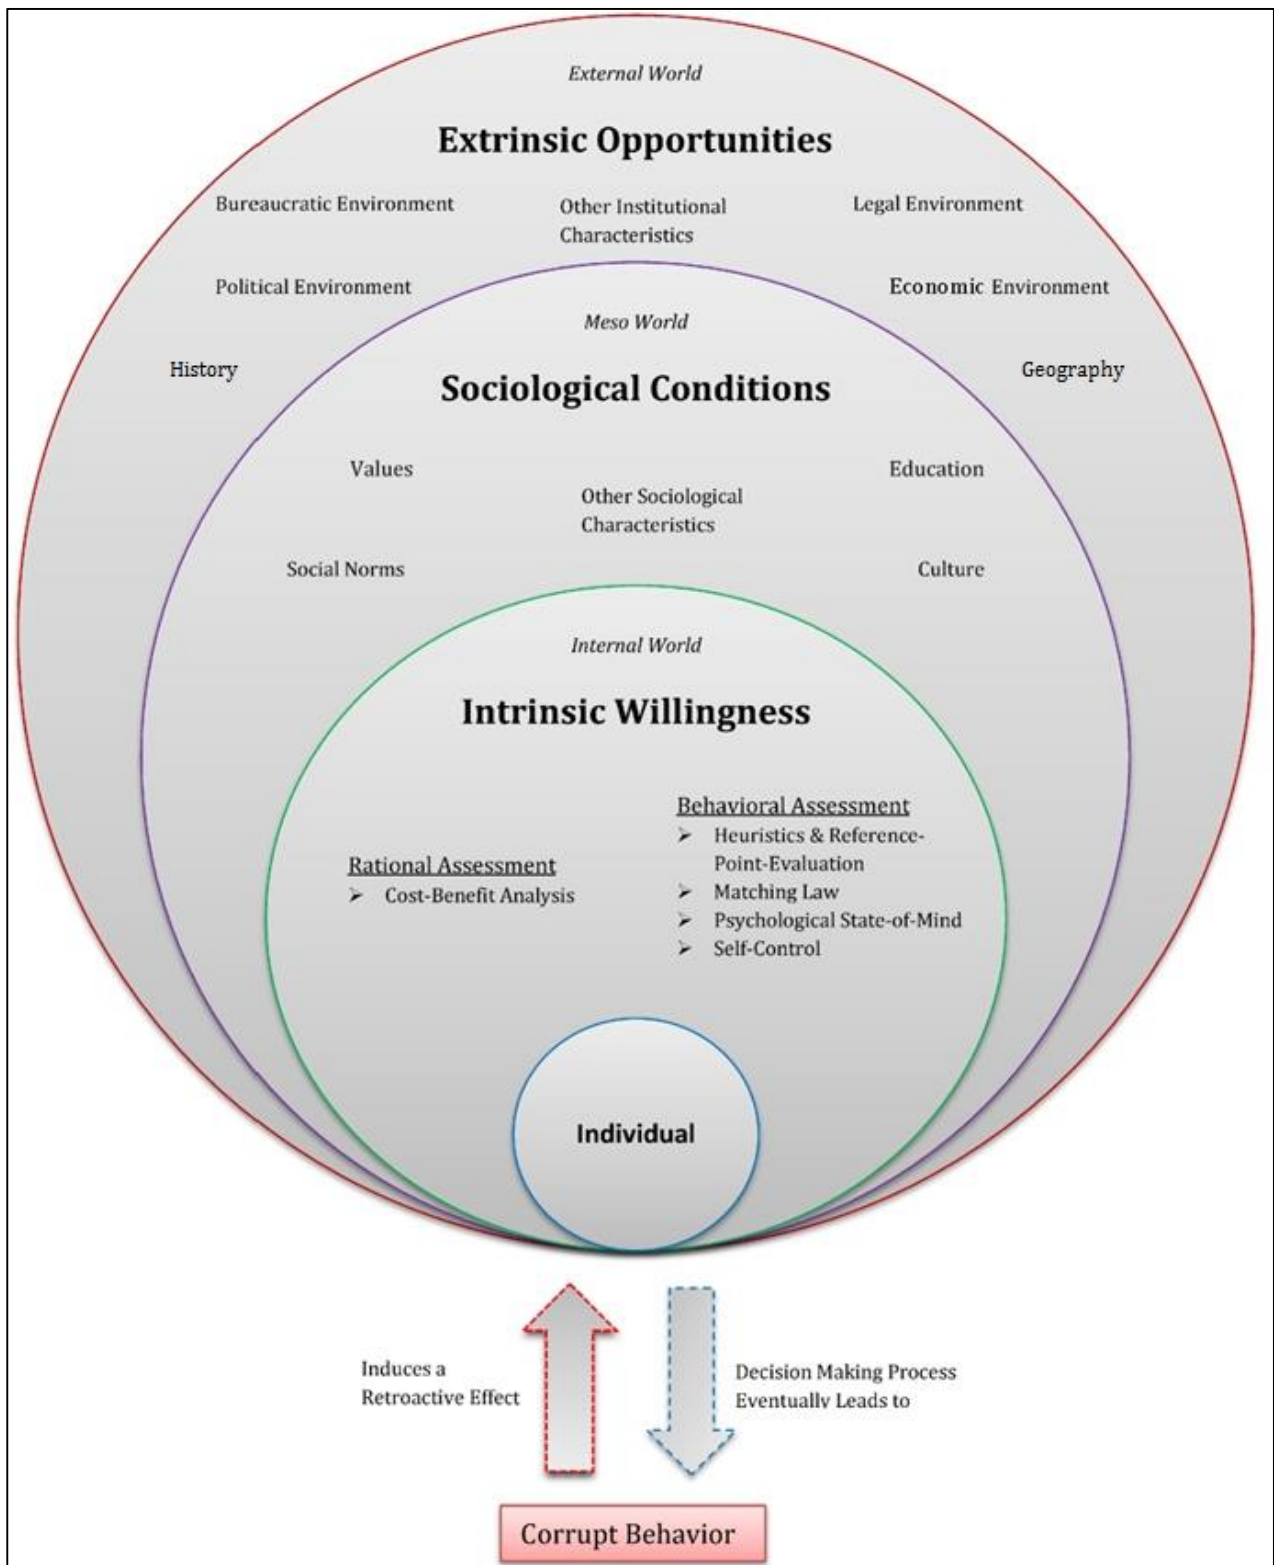 External World
Extrinsic Opportunities
Bureaucratic Environment
Other Institutional
Characteristics
Legal Environment
Political Environment
Economic Environment
History
Geography
Meso World
Sociological Conditions
Values
Education
Other Sociological
Characteristics
Social Norms
Culture
Internal World
Intrinsic Willingness
Rational Assessment
➢ Cost-Benefit Analysis
Behavioral Assessment
➢ Heuristics & Reference-
Point-Evaluation
➢ Matching Law
➢ Psychological State-of-Mind
➢ Self-Control
Individual
Induces a
Retroactive Effect
Decision Making Process
Eventually Leads to
Corrupt Behavior